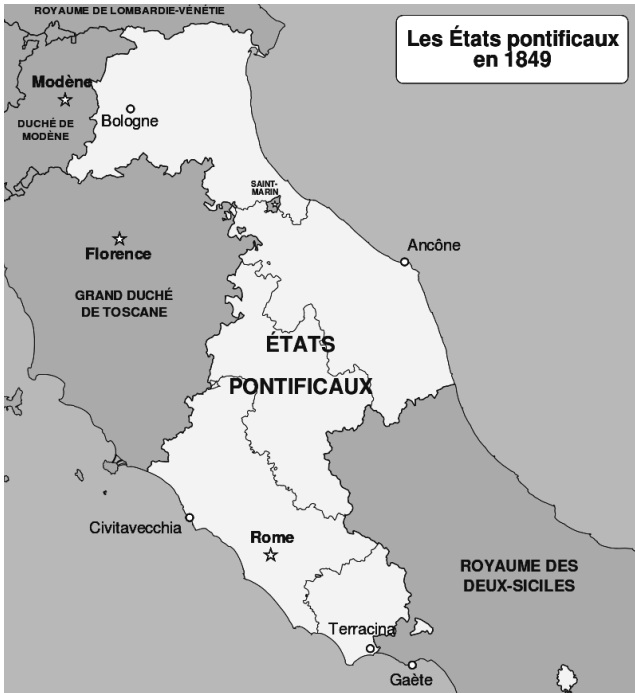 ROYAUME DE LOMBARDIE-VÉNÉTIE
Les États pontificaux
en 1849
Modène
Bologne
DUCHÉ DE
MODÈNE
SAINT-
MARIN
Florence
Ancône
GRAND DUCHÉ
DE TOSCANE
ÉTATS
PONTIFICAUX
Civitavecchia
Rome
ROYAUME DES
DEUX-SICILES
Terracina
Gaète